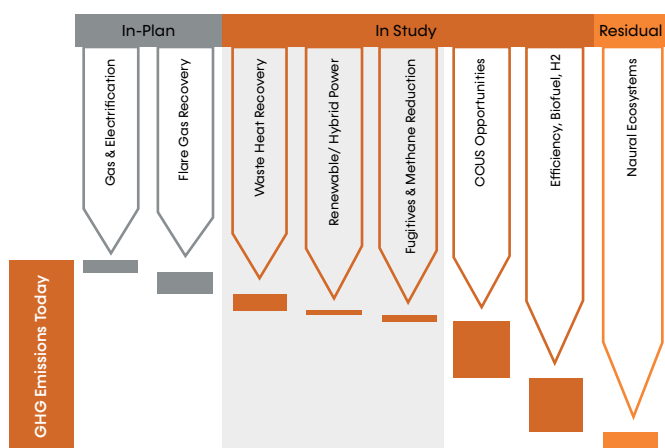 In-Plan
In Study
Residual
Gas & Electrification
Flare Gas Recovery
Waste Heat Recovery
Renewable/ Hybrid Power
Fugitives & Methane Reduction
CCUS Opportunities
Efficiency, Biofuel, H2
Naural Ecosystems
GHG Emissions Today